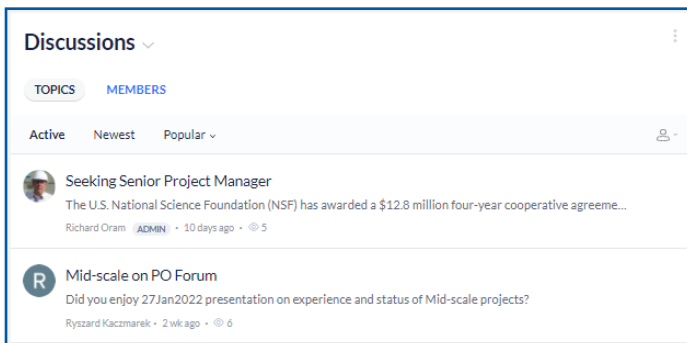 Discussions
TOPICS MEMBERS
Active Newest Popular
Seeking Senior Project Manager
The U.S. National Science Foundation (NSF) has awarded a $12.8 million four-year cooperative agreeme...
Richard Oram ADMIN • 10 days ago • 5
R
Mid-scale on PO Forum
Did you enjoy 27Jan2022 presentation on experience and status of Mid-scale projects?
Ryszard Kaczmarek • 2 wk ago • 6